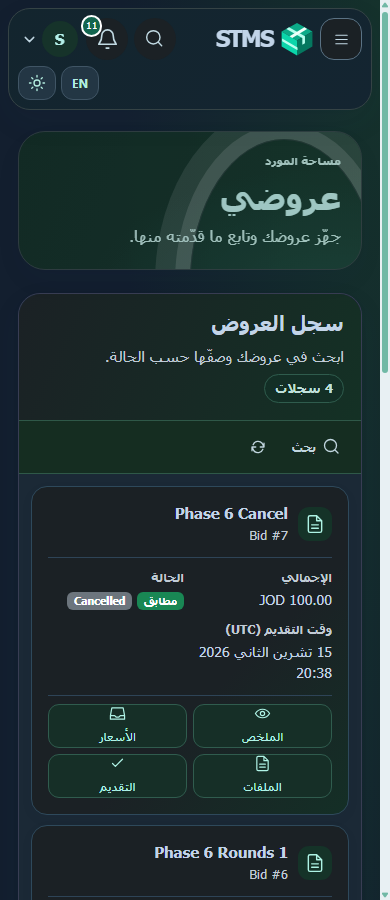 STMS
11
S
EN
مساحة المورد
عروضي
جهّز عروضك وتابع ما قدّمته منها.
سجل العروض
ابحث في عروضك وصفّها حسب الحالة.
4 سجلات
بحث
Phase 6 Cancel
Bid #7
الإجمالي
JOD 100.00
الحالة
مطابق Cancelled
وقت التقديم (UTC)
15 تشرين الثاني 2026
20:38
الملخص
الأسعار
الملفات
التقديم
Phase 6 Rounds 1
Bid #6